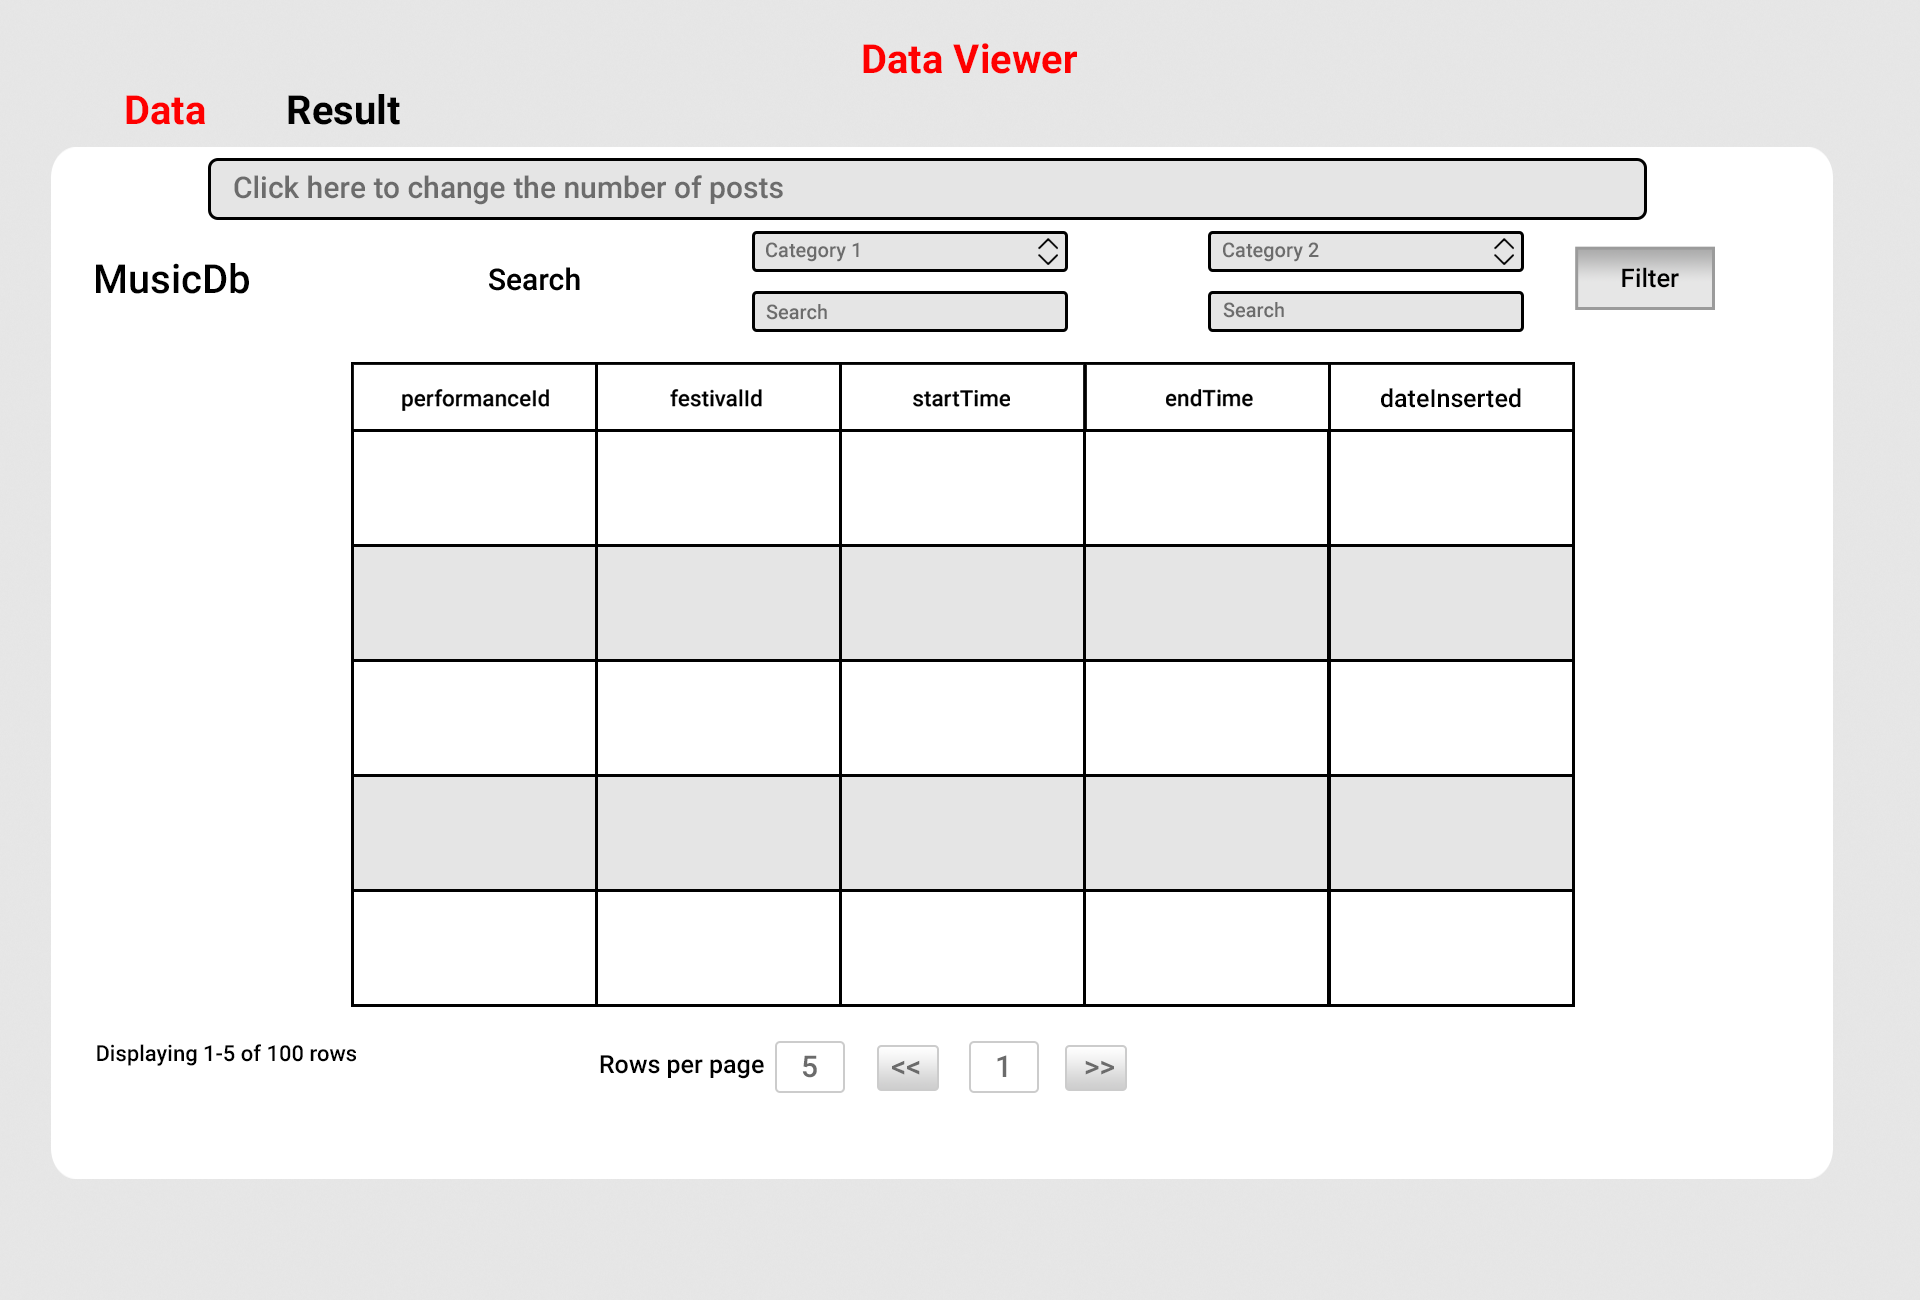 Data Viewer
Data Result
Click here to change the number of posts
MusicDb
Search
Category 1
Search
Category 2
Search
Filter
performanceId festivalId startTime endTime dateInserted
Displaying 1-5 of 100 rows
Rows per page 5 << 1 >>